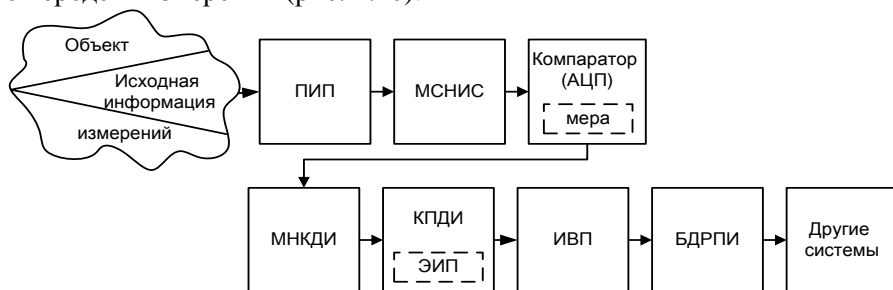 Объект
Исходная
информация
измерений
ПИП
МСНИС
Компаратор
(АЦП)
мера
МНКДИ
КПДИ
ЭИП
ИВП
БДРПИ
Другие
системы